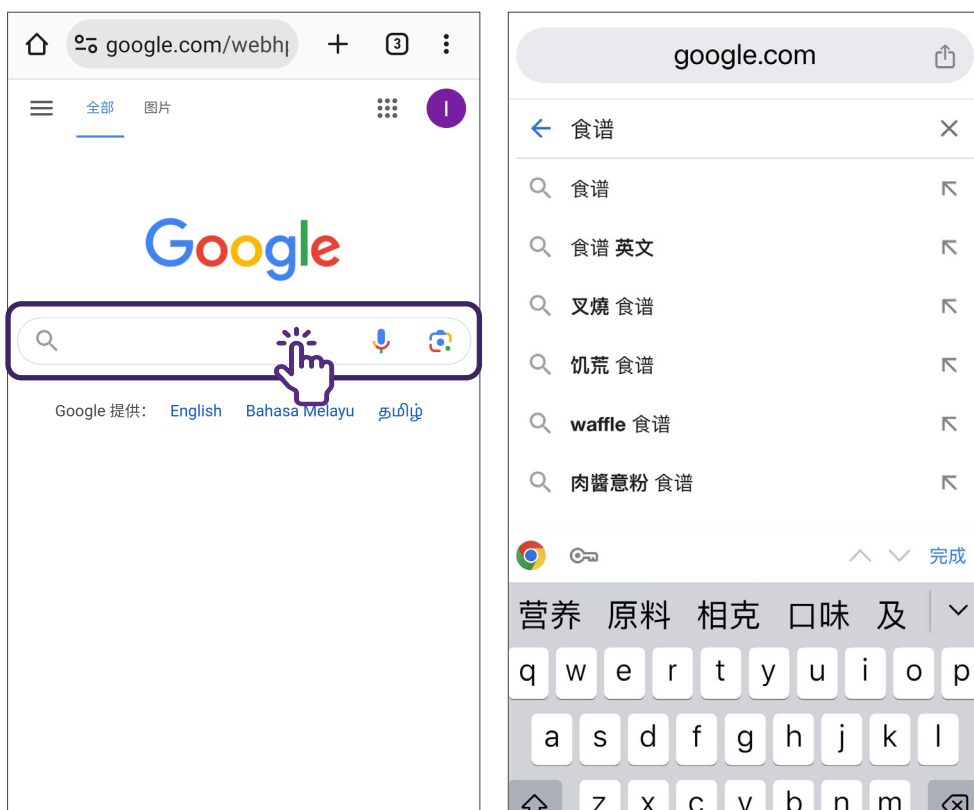 google.com/webhp
3
全部 图片
I
Google
Google 提供： English Bahasa Melayu தமிழ்
google.com
食谱
食谱
食谱 英文
叉燒 食谱
饥荒 食谱
waffle 食谱
肉醬意粉 食谱
完成
营养 原料 相克 口味 及
q w e r t y u i o p
a s d f g h j k l
z x c v b n m